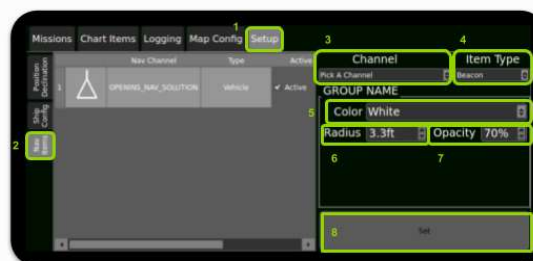 1
Missions Chart Items Logging Map Config Setup
3
4
Nav Channel Type Active
Channel
Item Type
Position Declination
Pick A Channel
Beacon
1 OPENING_NAV_SOLUTION Vehicle ✔ Active
GROUP NAME
Ship Config
5 Color White
2 Nav Items
Radius 3.3ft Opacity 70%
6
7
8 Set